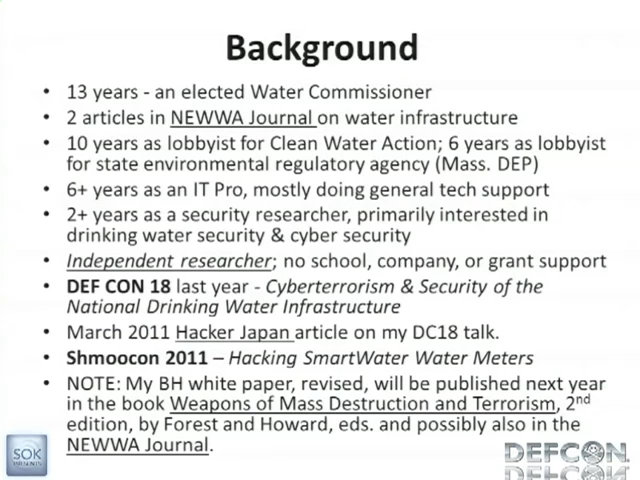 Background
• 13 years - an elected Water Commissioner
• 2 articles in NEWWA Journal on water infrastructure
• 10 years as lobbyist for Clean Water Action; 6 years as lobbyist
for state environmental regulatory agency (Mass. DEP)
• 6+ years as an IT Pro, mostly doing general tech support
• 2+ years as a security researcher, primarily interested in
drinking water security & cyber security
• Independent researcher; no school, company, or grant support
• DEF CON 18 last year - Cyberterrorism & Security of the
National Drinking Water Infrastructure
• March 2011 Hacker Japan article on my DC18 talk.
• Shmoocon 2011 – Hacking SmartWater Water Meters
• NOTE: My BH white paper, revised, will be published next year
in the book Weapons of Mass Destruction and Terrorism, 2nd
edition, by Forest and Howard, eds. and possibly also in the
NEWWA Journal.
SOK
DEFCON